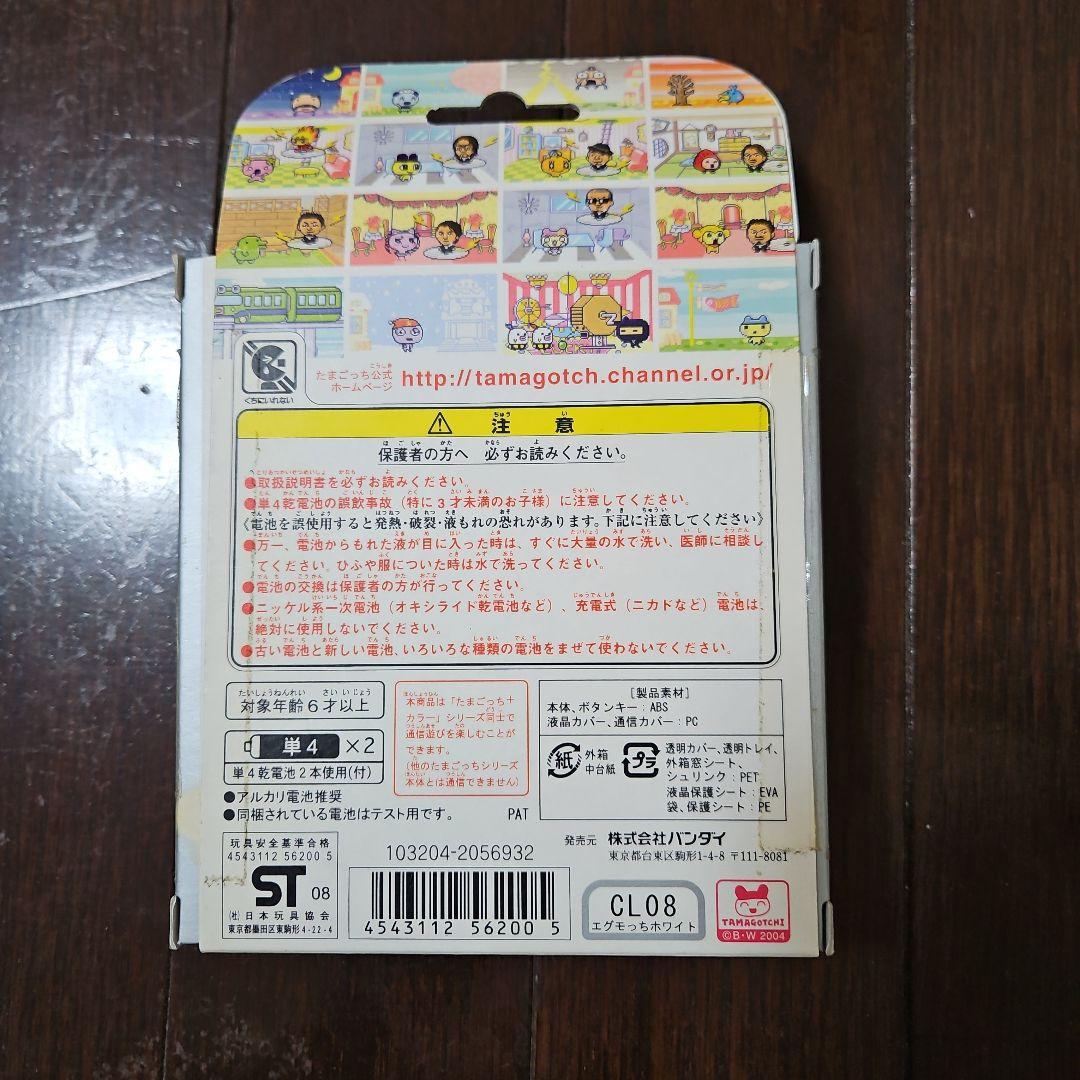 くちにいれない
たまごっち公式
ホームページ
http://tamagotch.channel.or.jp/
注意
保護者の方へ 必ずお読みください。
●取扱説明書を必ずお読みください。
●単4乾電池の誤飲事故（特に3才未満のお子様）に注意してください。
《電池を誤使用すると発熱・破裂・液もれの恐れがあります。下記に注意してください》
●万一、電池からもれた液が目に入った時は、すぐに大量の水で洗い、医師に相談し
てください。ひふや服についた時は水で洗ってください。
●電池の交換は保護者の方が行ってください。
●ニッケル系一次電池（オキシライド乾電池など）、充電式（ニカドなど）電池は、
絶対に使用しないでください。
●古い電池と新しい電池、いろいろな種類の電池をまぜて使わないでください。
対象年齢6才以上
単4 ×2
単4乾電池2本使用(付)
●アルカリ電池推奨
●同梱されている電池はテスト用です。
本商品は「たまごっち+
カラー」シリーズ同士で
通信遊びを楽しむことが
できます。
(他のたまごっちシリーズ
本体とは通信できません)
PAT
［製品素材］
本体、ボタンキー：ABS
液晶カバー、通信カバー：PC
紙
外箱
中台紙
プラ
透明カバー、透明トレイ、
外箱窓シート、
シュリンク：PET
液晶保護シート：EVA
袋、保護シート：PE
玩具安全基準合格
4543112 56200 5
ST 08
(社)日本玩具協会
東京都墨田区東駒形4-22-4
103204-2056932
4543112 56200 5
発売元 株式会社バンダイ
東京都台東区駒形1-4-8 〒111-8081
CL08
エグモっちホワイト
TAMAGOTCHI
©B・W 2004